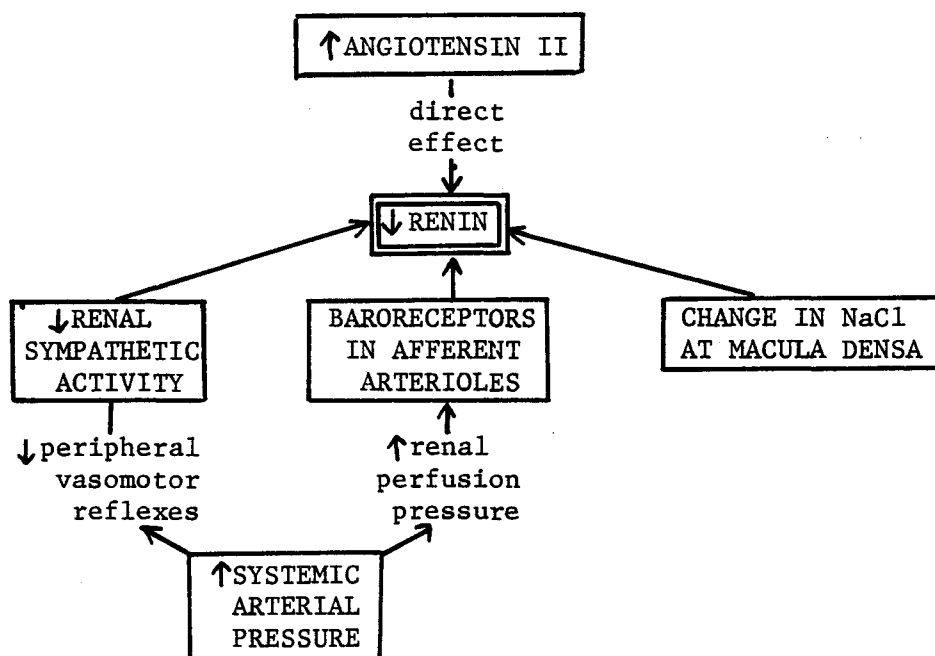 ↑ANGIOTENSIN II
direct
effect
↓ RENIN
↓RENAL
SYMPATHETIC
ACTIVITY
BARORECEPTORS
IN AFFERENT
ARTERIOLES
CHANGE IN NaCl
AT MACULA DENSA
↓peripheral
vasomotor
reflexes
↑renal
perfusion
pressure
↑SYSTEMIC
ARTERIAL
PRESSURE